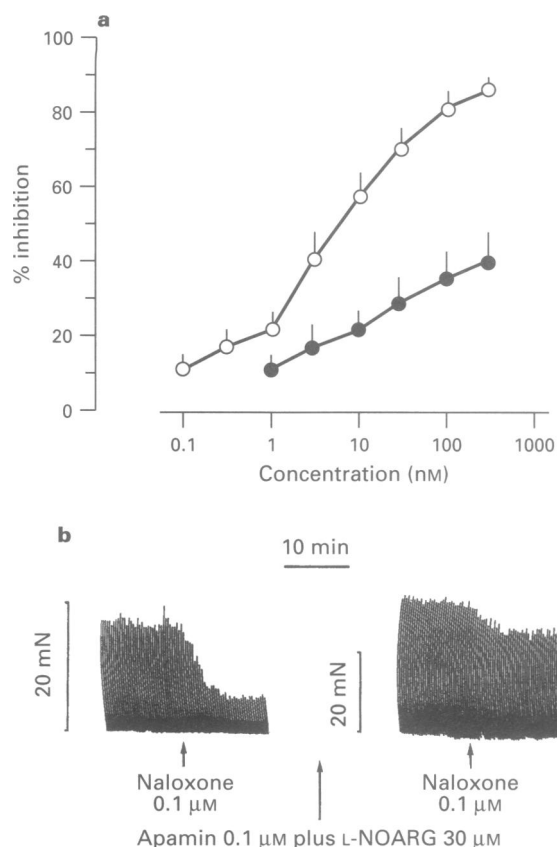 a
100
80
60
40
20
0
% inhibition
0.1 1 10 100 1000
Concentration (nM)
b
10 min
20 mN
20 mN
Naloxone
0.1 µM
Naloxone
0.1 µM
Apamin 0.1 µM plus L-NOARG 30 µM